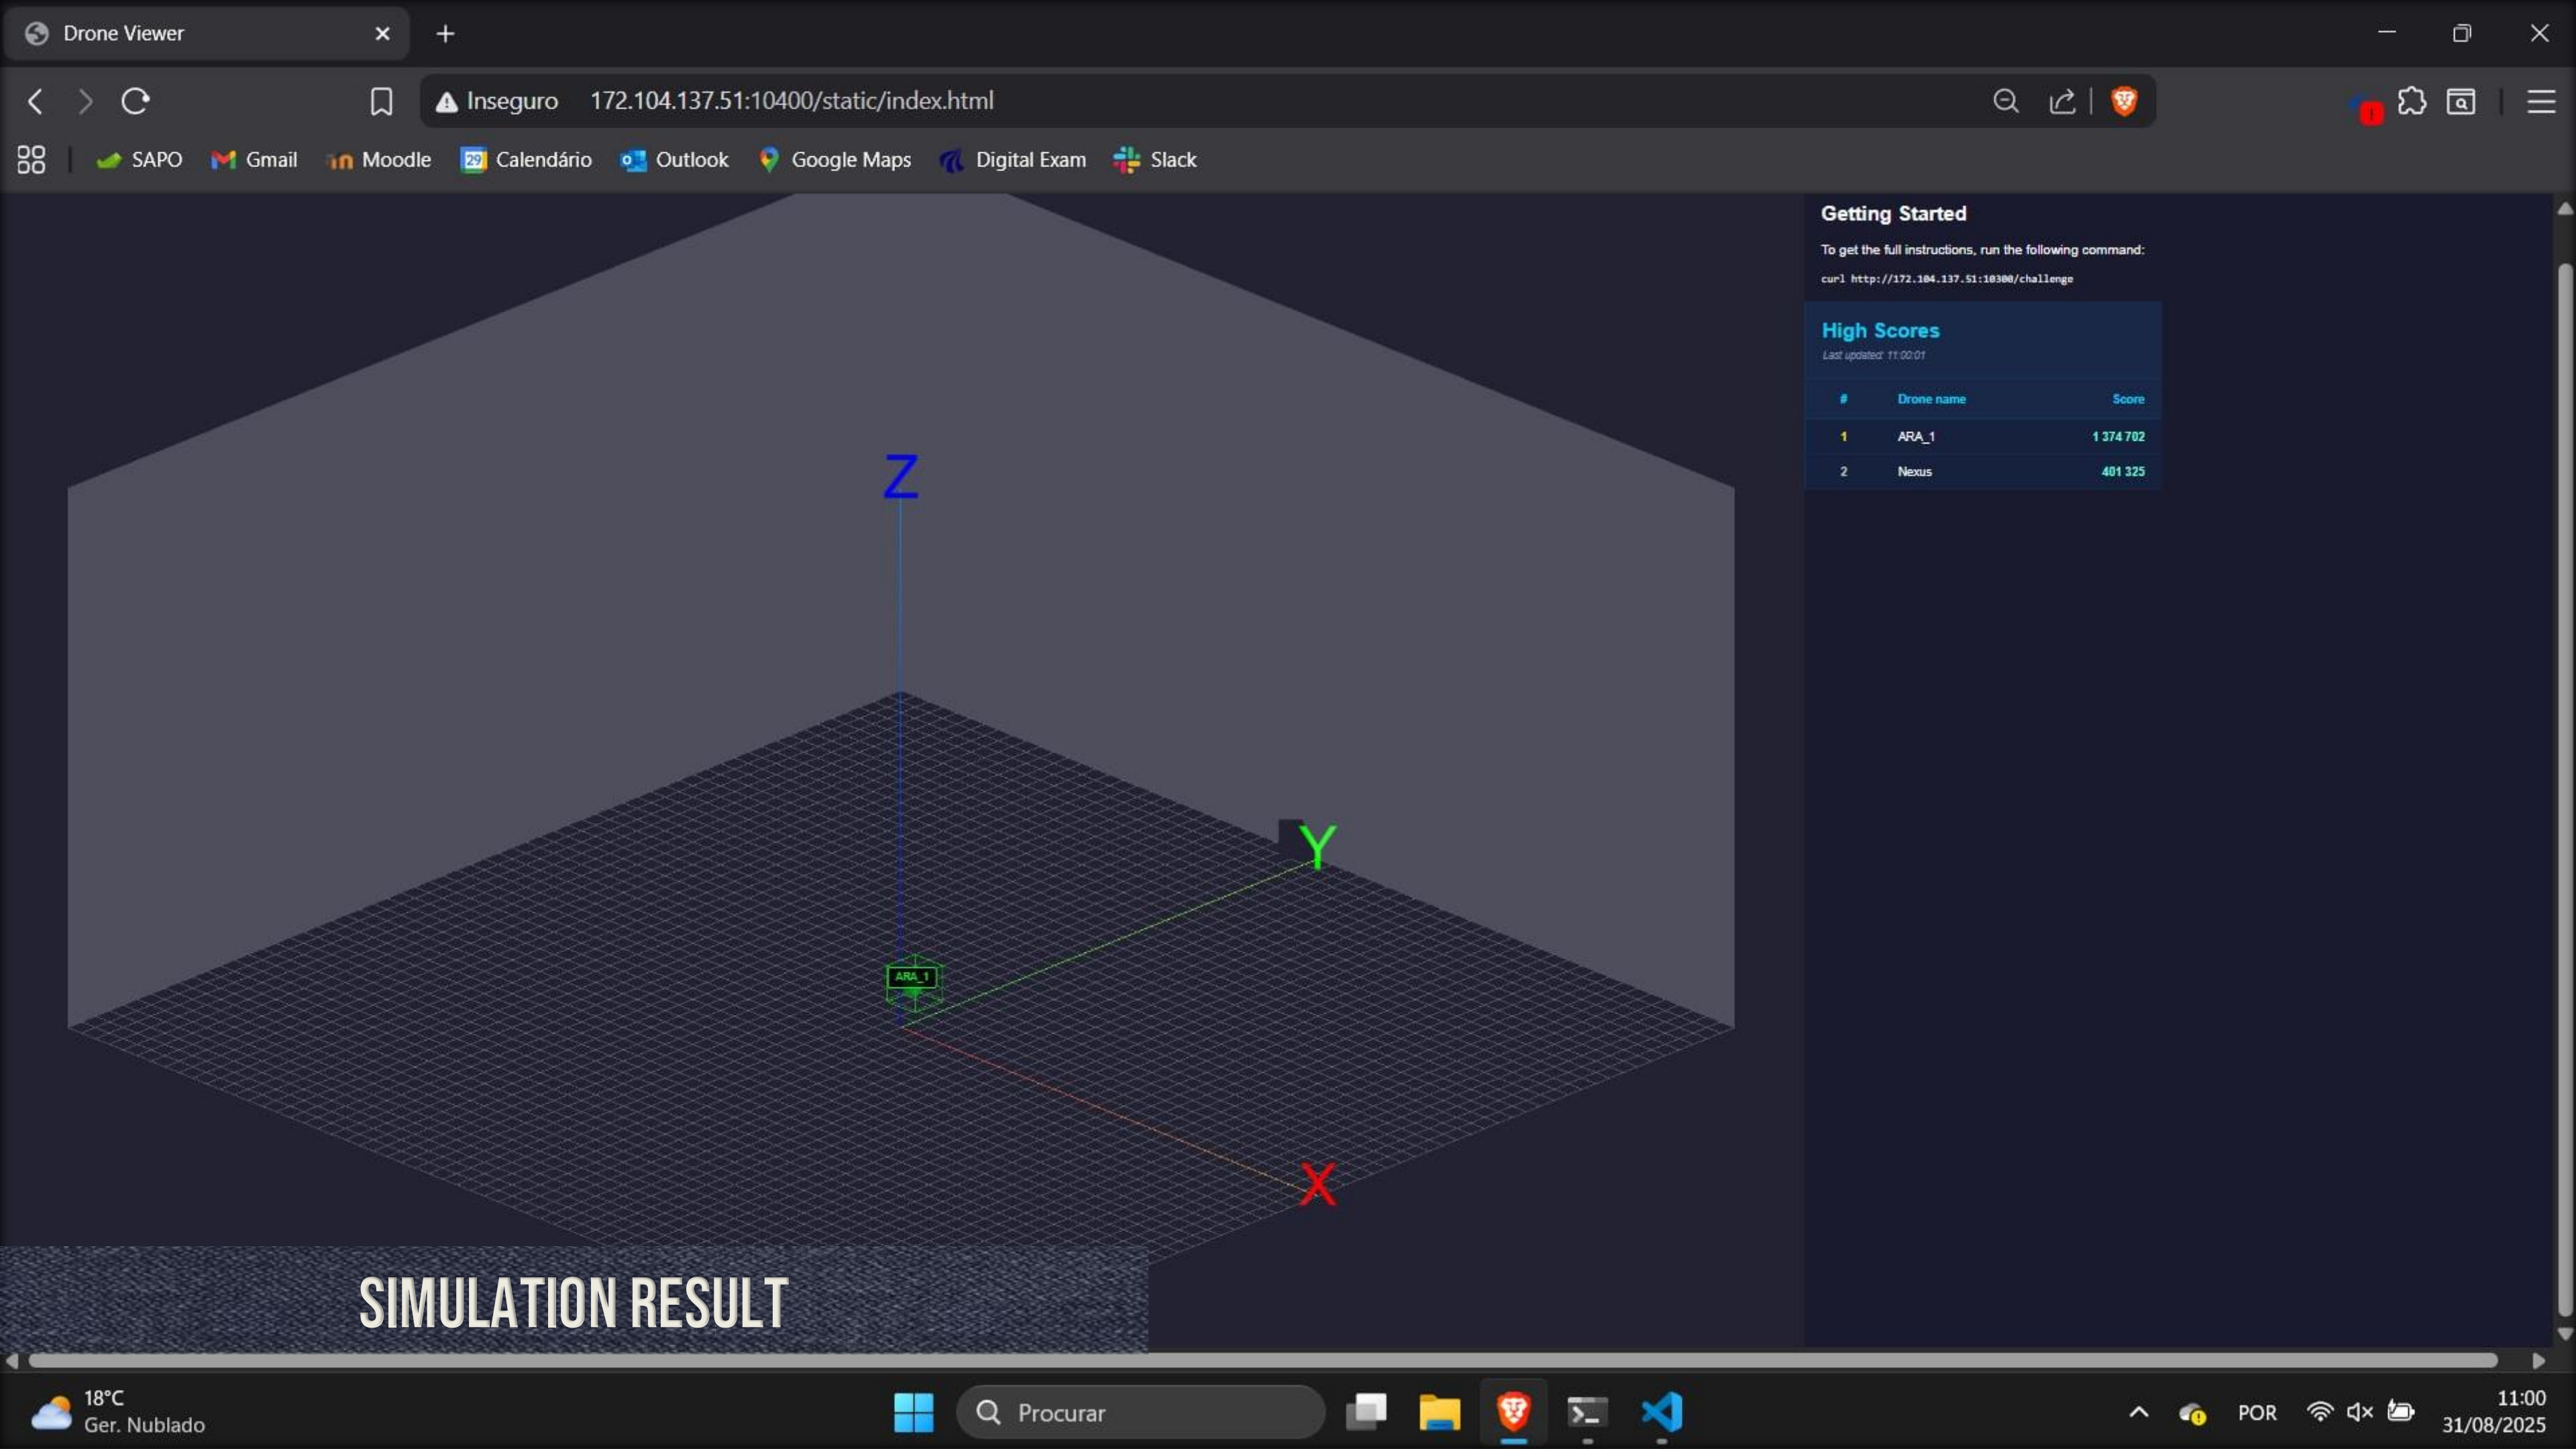 Drone Viewer
Inseguro 172.104.137.51:10400/static/index.html
SAPO Gmail Moodle 29 Calendário Outlook Google Maps Digital Exam Slack
Getting Started
To get the full instructions, run the following command:
curl http://172.104.137.51:10300/challenge
High Scores
Last updated: 11:00:01
# Drone name Score
1 ARA_1 1 374 702
2 Nexus 401 325
Z
Y
ARA_1
X
SIMULATION RESULT
18°C
Ger. Nublado
Procurar
POR
11:00
31/08/2025